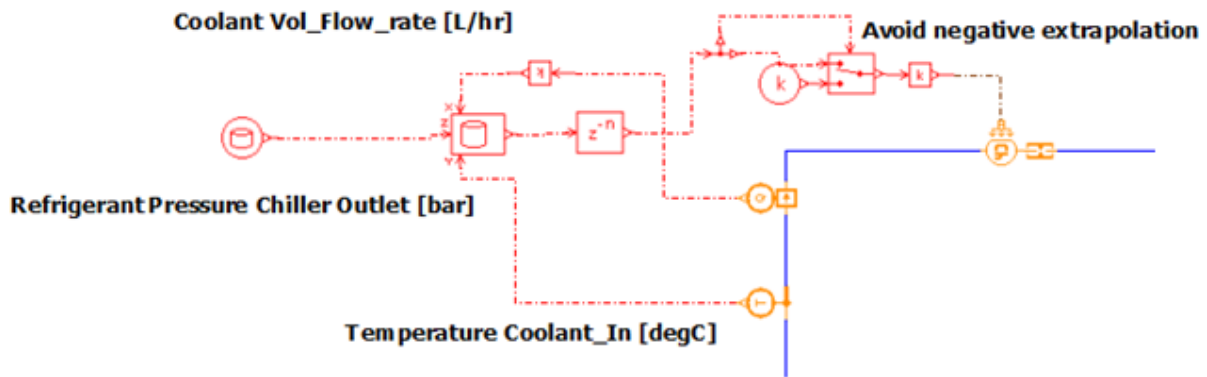 Coolant Vol_Flow_rate [L/hr]
Avoid negative extrapolation
k
X
Z
Y
z⁻ⁿ
k
k
Refrigerant Pressure Chiller Outlet [bar]
T
Temperature Coolant_In [degC]